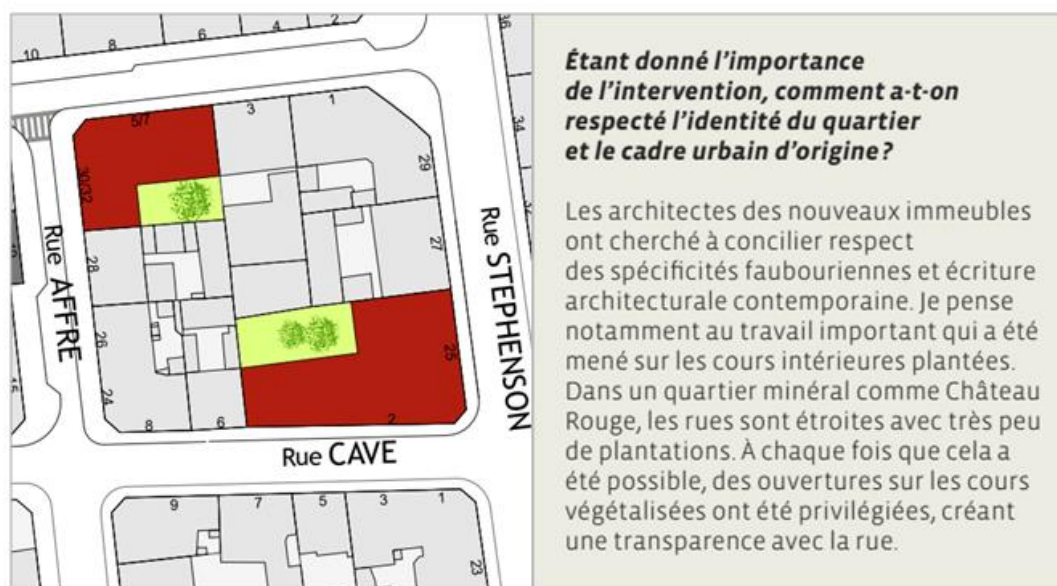 10
8
6
4
2
36
5/7
3
1
34
30/32
29
Rue AFFRE
28
27
Rue STEPHENSON
26
25
24
8
6
2
15
Rue CAVE
9
7
5
3
1
23
Étant donné l’importance
de l’intervention, comment a-t-on
respecté l’identité du quartier
et le cadre urbain d’origine ?
Les architectes des nouveaux immeubles
ont cherché à concilier respect
des spécificités faubouriennes et écriture
architecturale contemporaine. Je pense
notamment au travail important qui a été
mené sur les cours intérieures plantées.
Dans un quartier minéral comme Château
Rouge, les rues sont étroites avec très peu
de plantations. À chaque fois que cela a
été possible, des ouvertures sur les cours
végétalisées ont été privilégiées, créant
une transparence avec la rue.